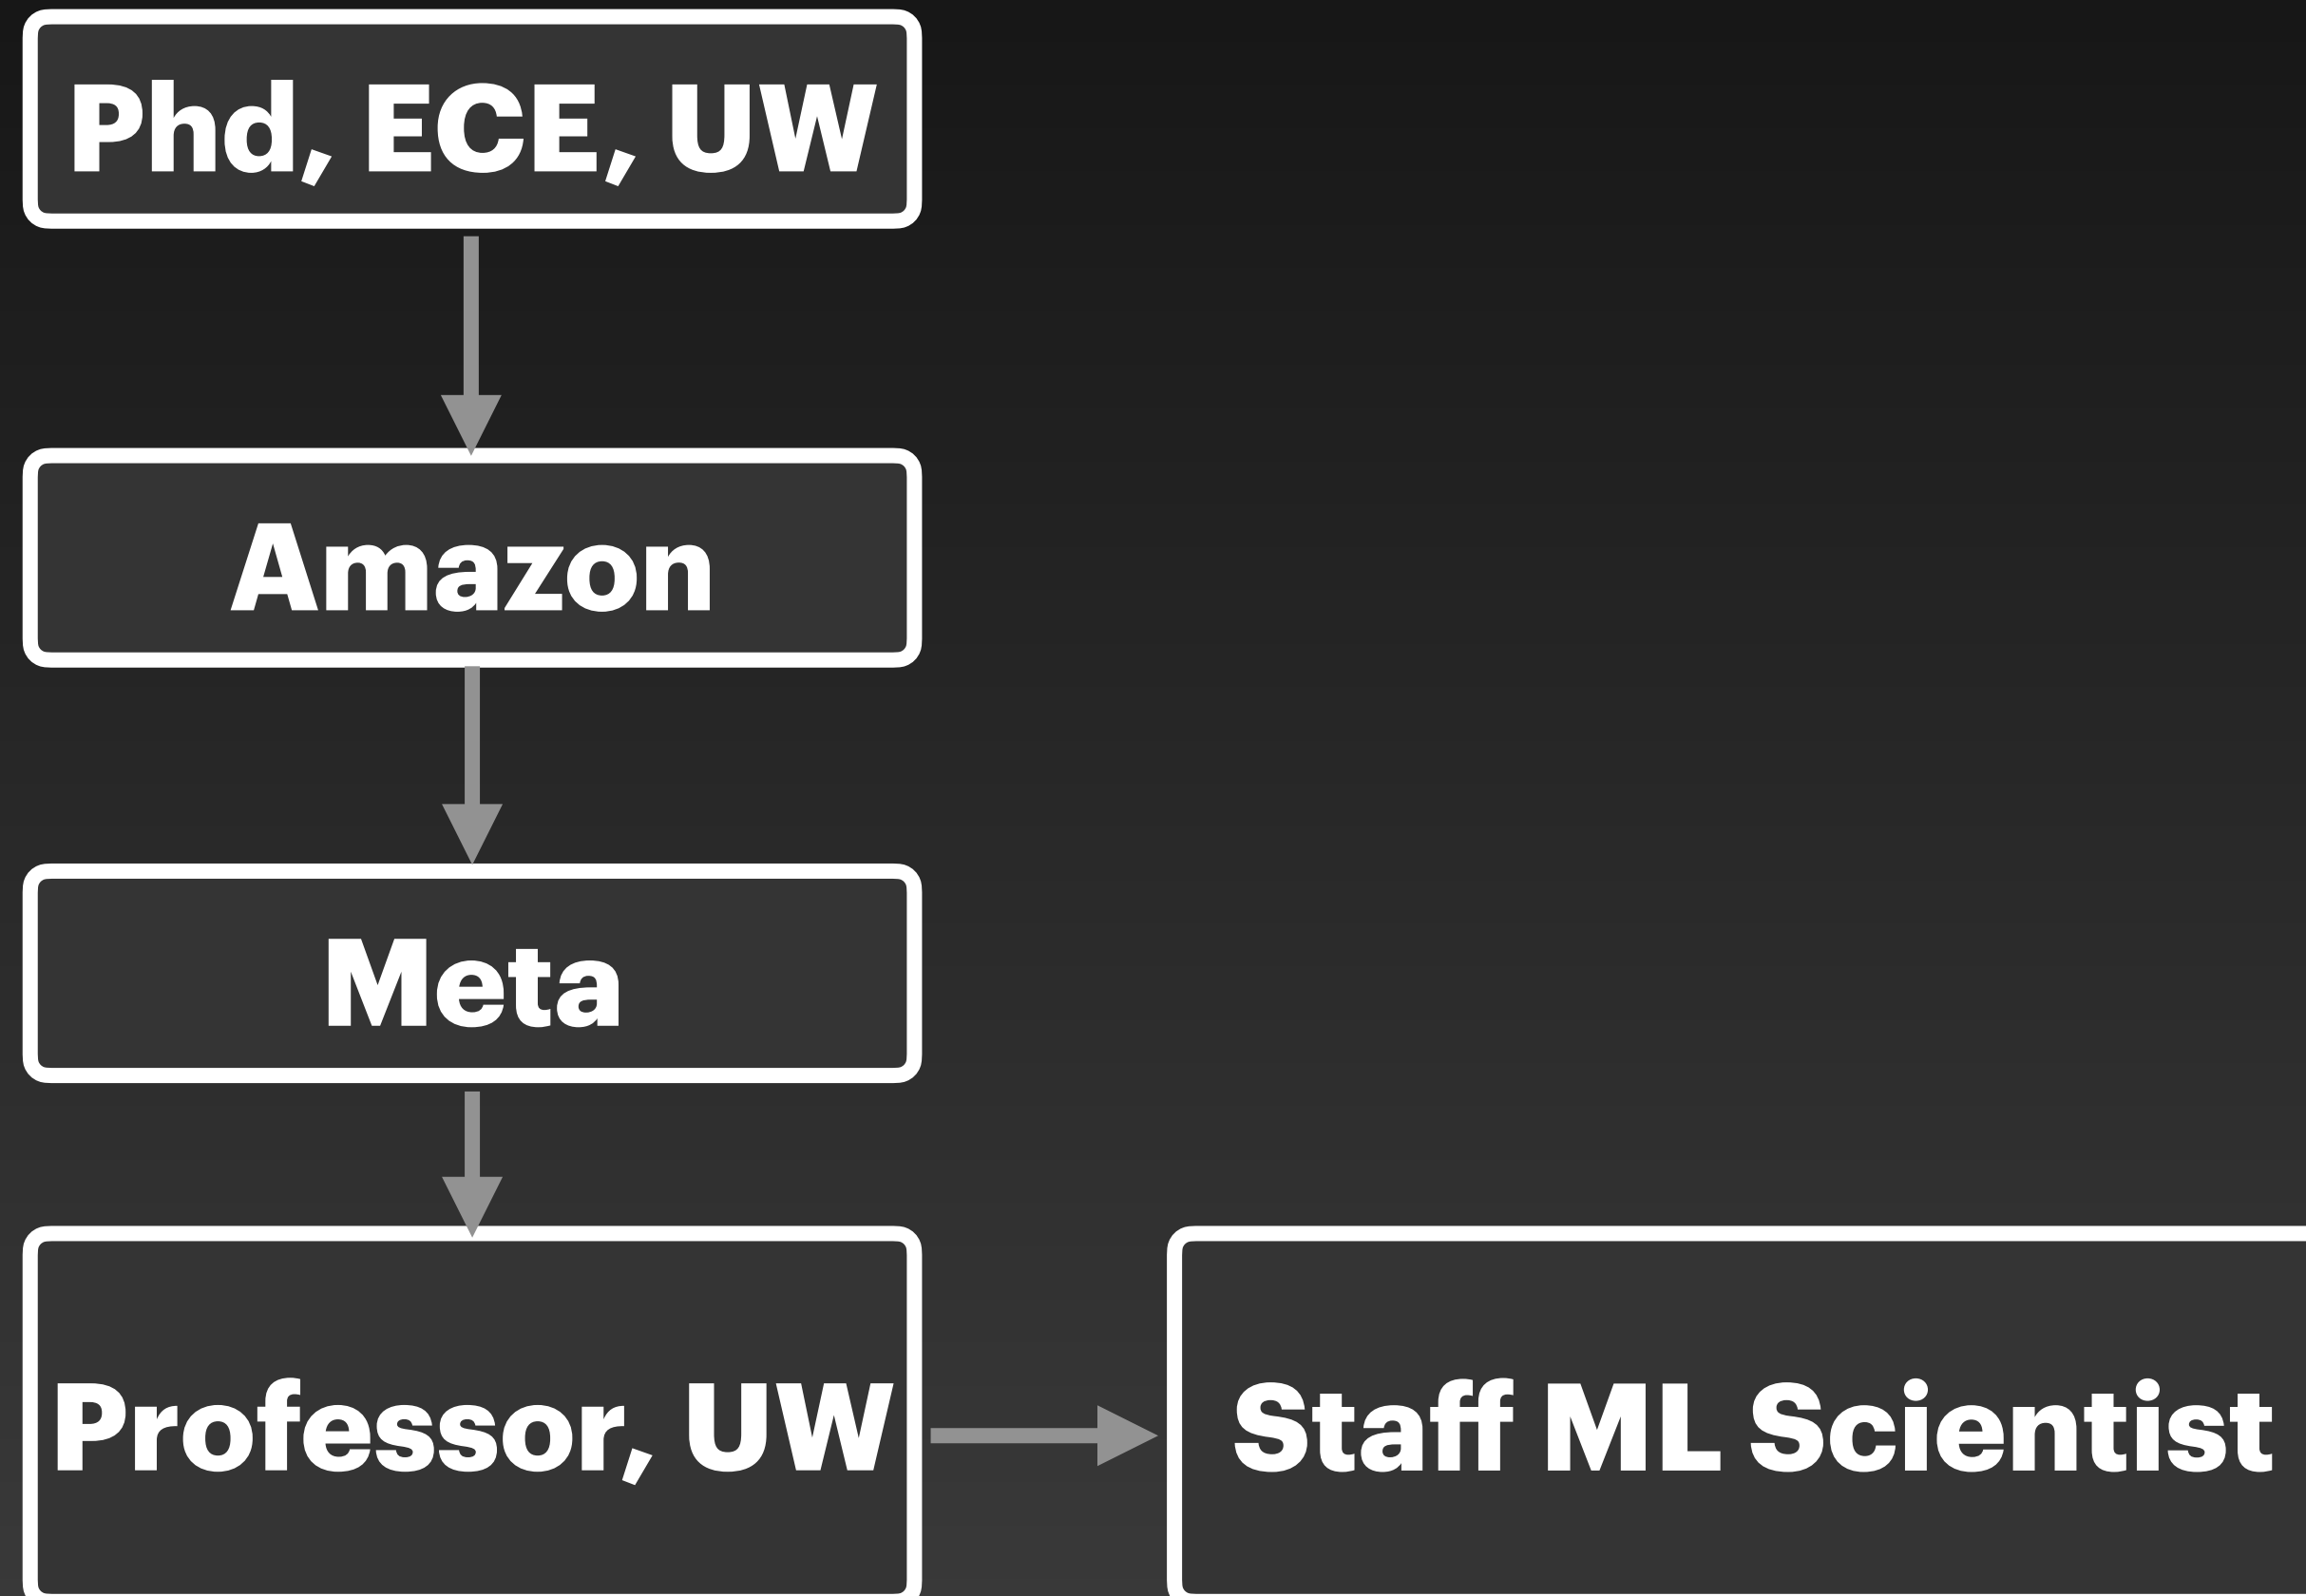 Phd, ECE, UW
Amazon
Meta
Professor, UW
Staff ML Scientist